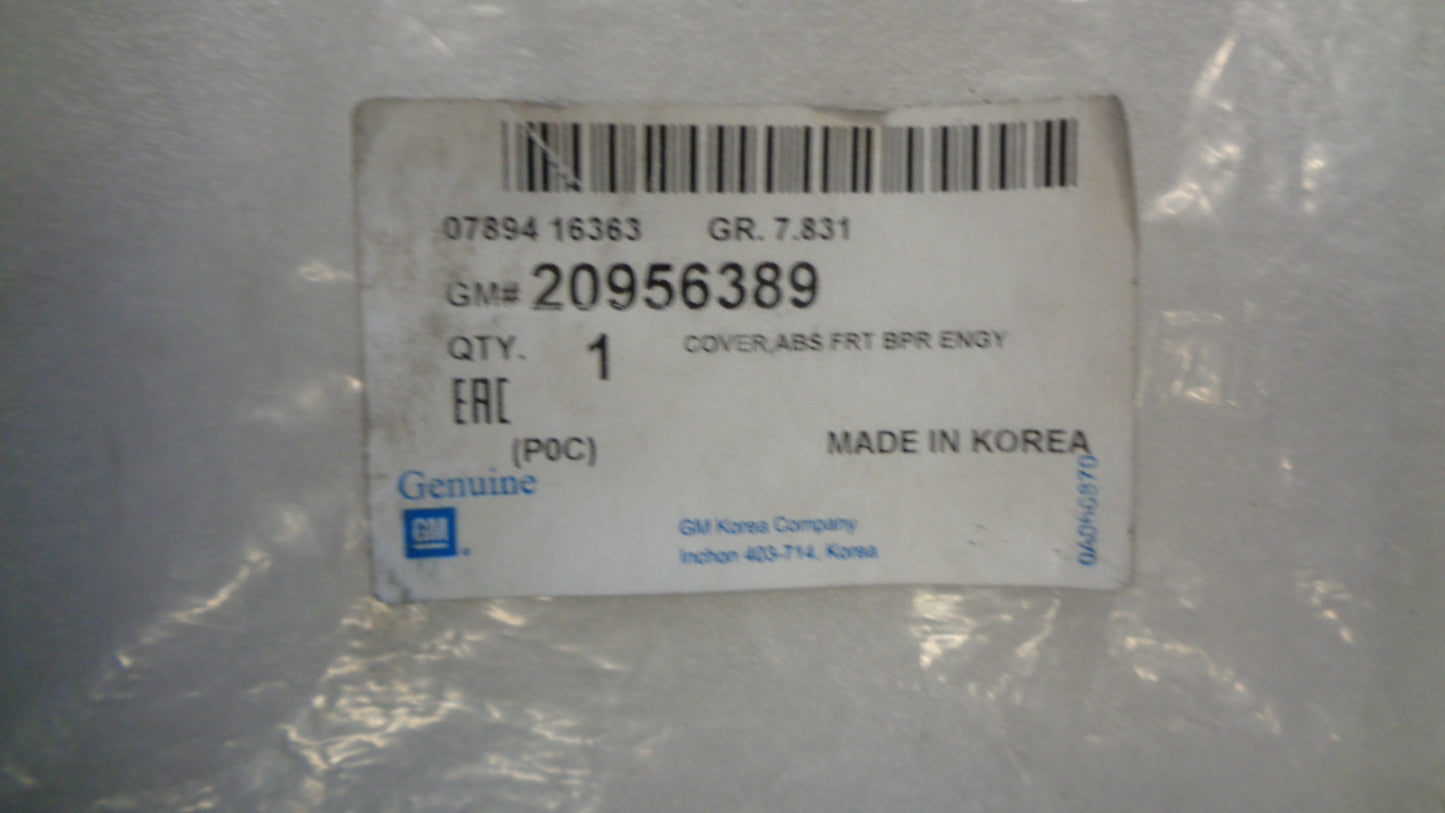 07894 16363 GR. 7.831
GM# 20956389
QTY. 1 COVER,ABS FRT BPR ENGY
EAC
(P0C) MADE IN KOREA
Genuine
GM
GM Korea Company
Inchon 403-714, Korea